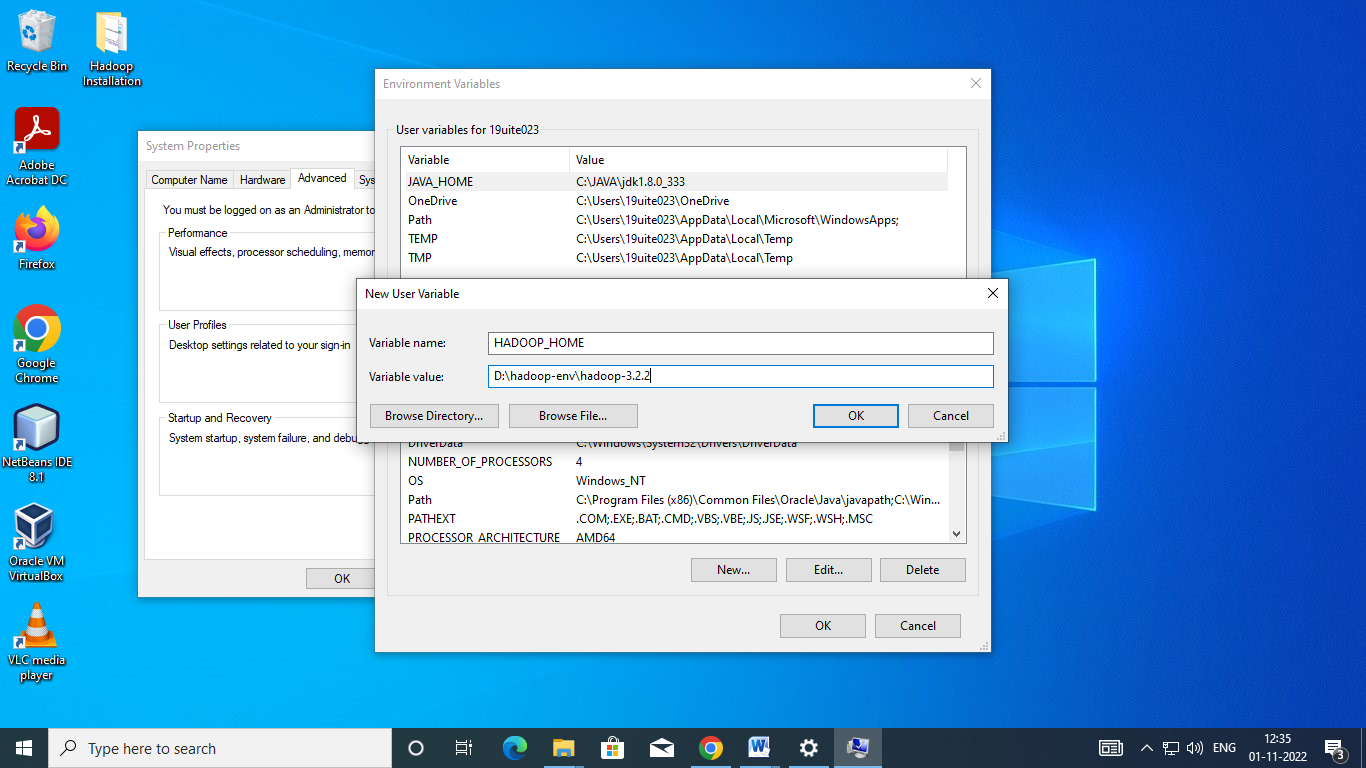 Recycle Bin
Hadoop
Installation
Adobe
Acrobat DC
Firefox
Google
Chrome
NetBeans IDE
8.1
Oracle VM
VirtualBox
VLC media
player
System Properties
Computer Name Hardware Advanced Sys
You must be logged on as an Administrator to
Performance
Visual effects, processor scheduling, memor
User Profiles
Desktop settings related to your sign-in
Startup and Recovery
System startup, system failure, and debug
OK
Environment Variables
User variables for 19uite023
Variable Value
JAVA_HOME C:\JAVA\jdk1.8.0_333
OneDrive C:\Users\19uite023\OneDrive
Path C:\Users\19uite023\AppData\Local\Microsoft\WindowsApps;
TEMP C:\Users\19uite023\AppData\Local\Temp
TMP C:\Users\19uite023\AppData\Local\Temp
New User Variable
Variable name: HADOOP_HOME
Variable value: D:\hadoop-env\hadoop-3.2.2
Browse Directory... Browse File... OK Cancel
DriverData C:\Windows\System32\Drivers\DriverData
NUMBER_OF_PROCESSORS 4
OS Windows_NT
Path C:\Program Files (x86)\Common Files\Oracle\Java\javapath;C:\Win...
PATHEXT .COM;.EXE;.BAT;.CMD;.VBS;.VBE;.JS;.JSE;.WSF;.WSH;.MSC
PROCESSOR_ARCHITECTURE AMD64
New... Edit... Delete
OK Cancel
Type here to search
W
ENG
12:35
01-11-2022
3